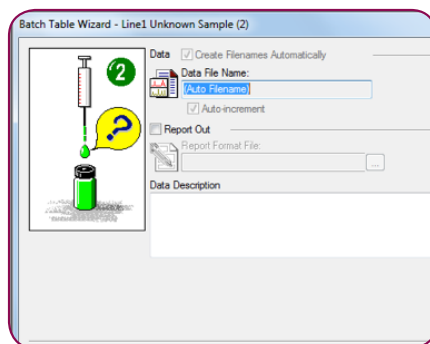 Batch Table Wizard - Line1 Unknown Sample (2)
Data Create Filenames Automatically
Data File Name:
(Auto Filename)
Auto-increment
Report Out
Report Format File:
...
Data Description
2
?